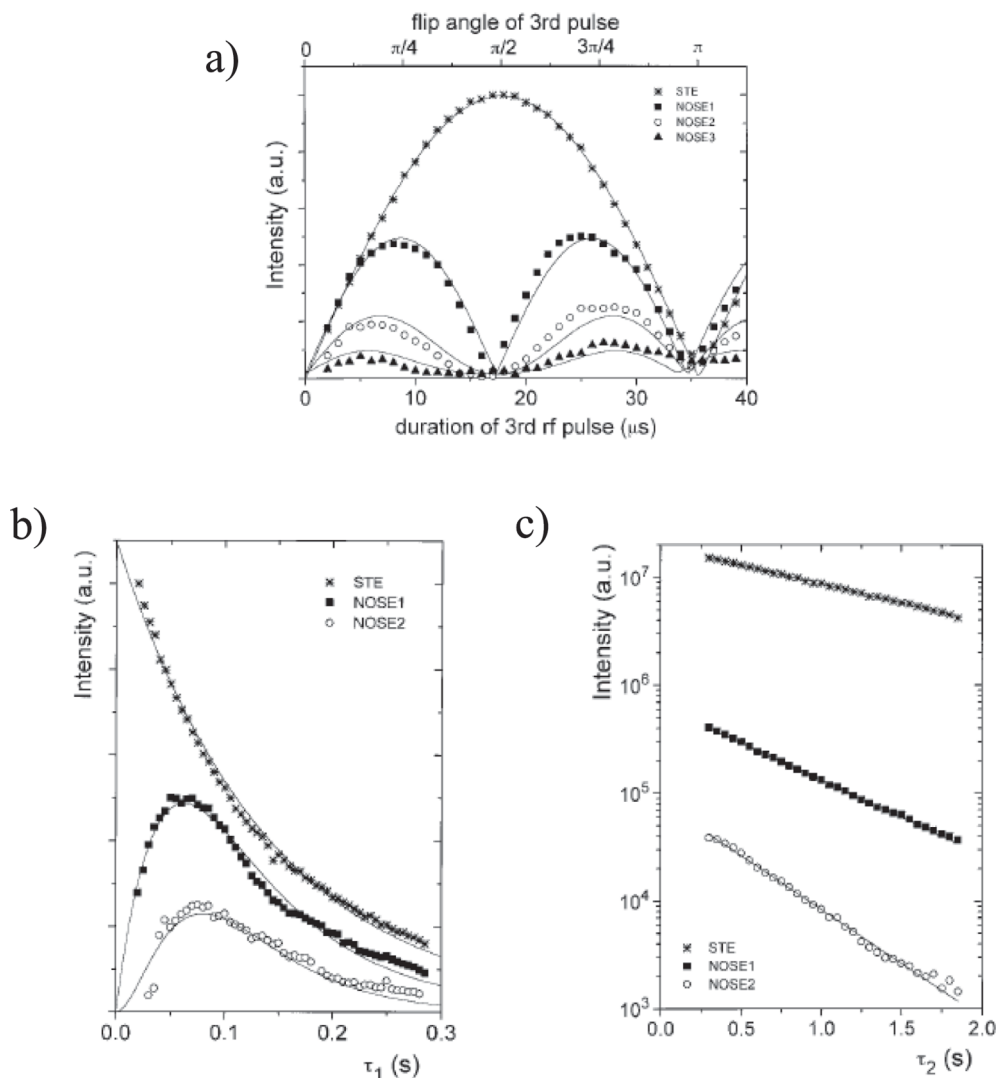 flip angle of 3rd pulse
0 π/4 π/2 3π/4 π
a)
STE
NOSE1
NOSE2
NOSE3
Intensity (a.u.)
0 10 20 30 40
duration of 3rd rf pulse (μs)
b)
STE
NOSE1
NOSE2
Intensity (a.u.)
0.0 0.1 0.2 0.3
τ1 (s)
c)
10^7
10^6
10^5
10^4
10^3
Intensity (a.u.)
STE
NOSE1
NOSE2
0.0 0.5 1.0 1.5 2.0
τ2 (s)